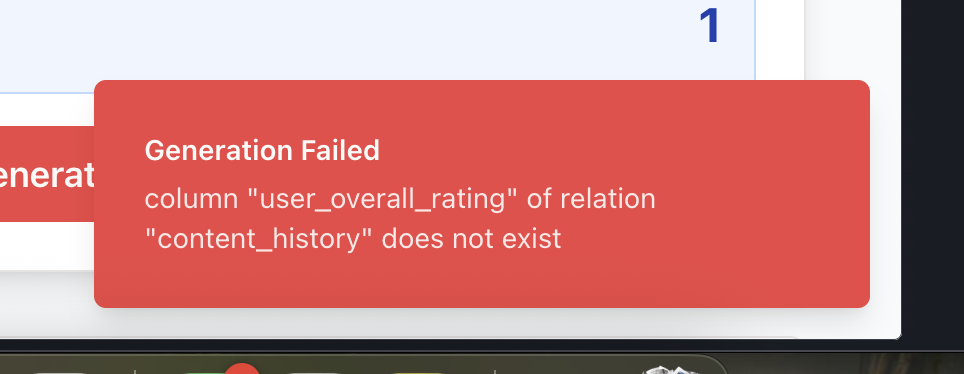 1
enerat
Generation Failed
column "user_overall_rating" of relation
"content_history" does not exist